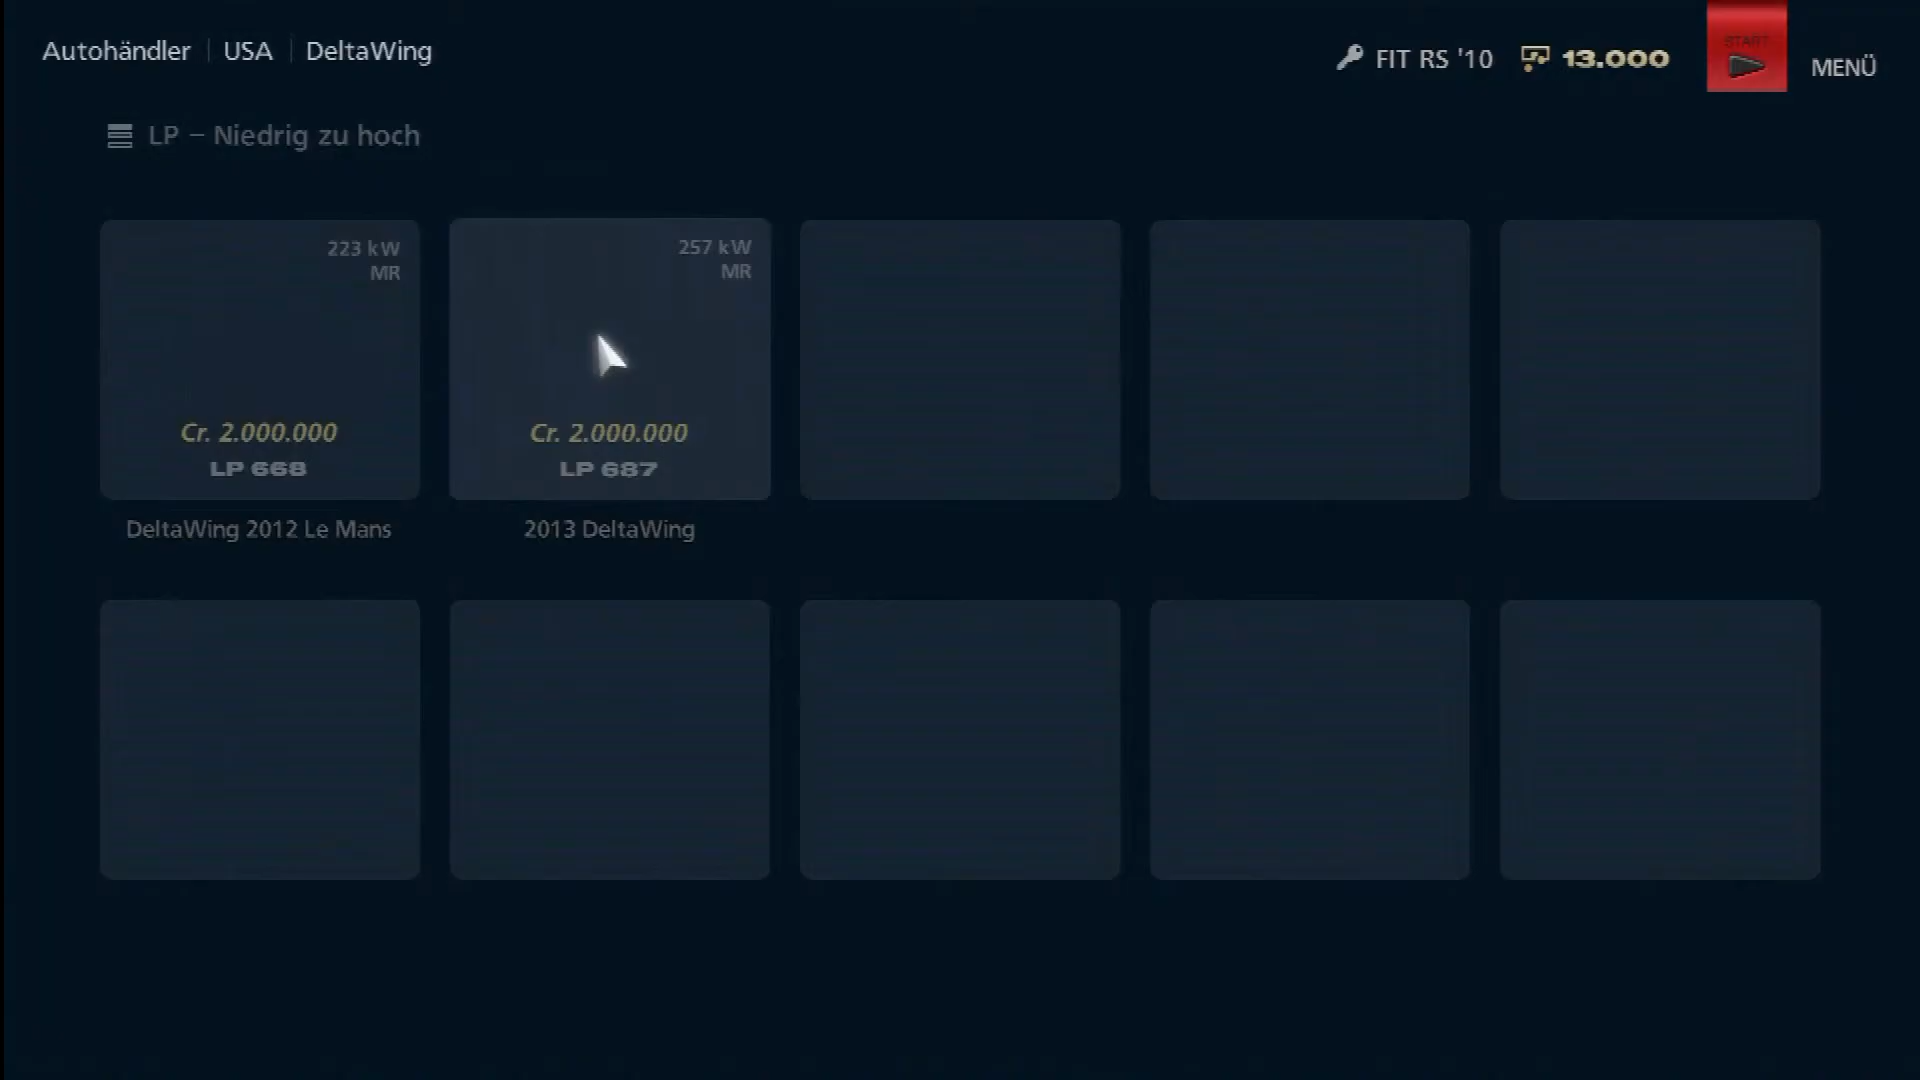 Autohändler | USA | DeltaWing
FIT RS '10
13.000
START
MENÜ
LP – Niedrig zu hoch
223 kW
MR
Cr. 2.000.000
LP 668
DeltaWing 2012 Le Mans
257 kW
MR
Cr. 2.000.000
LP 687
2013 DeltaWing